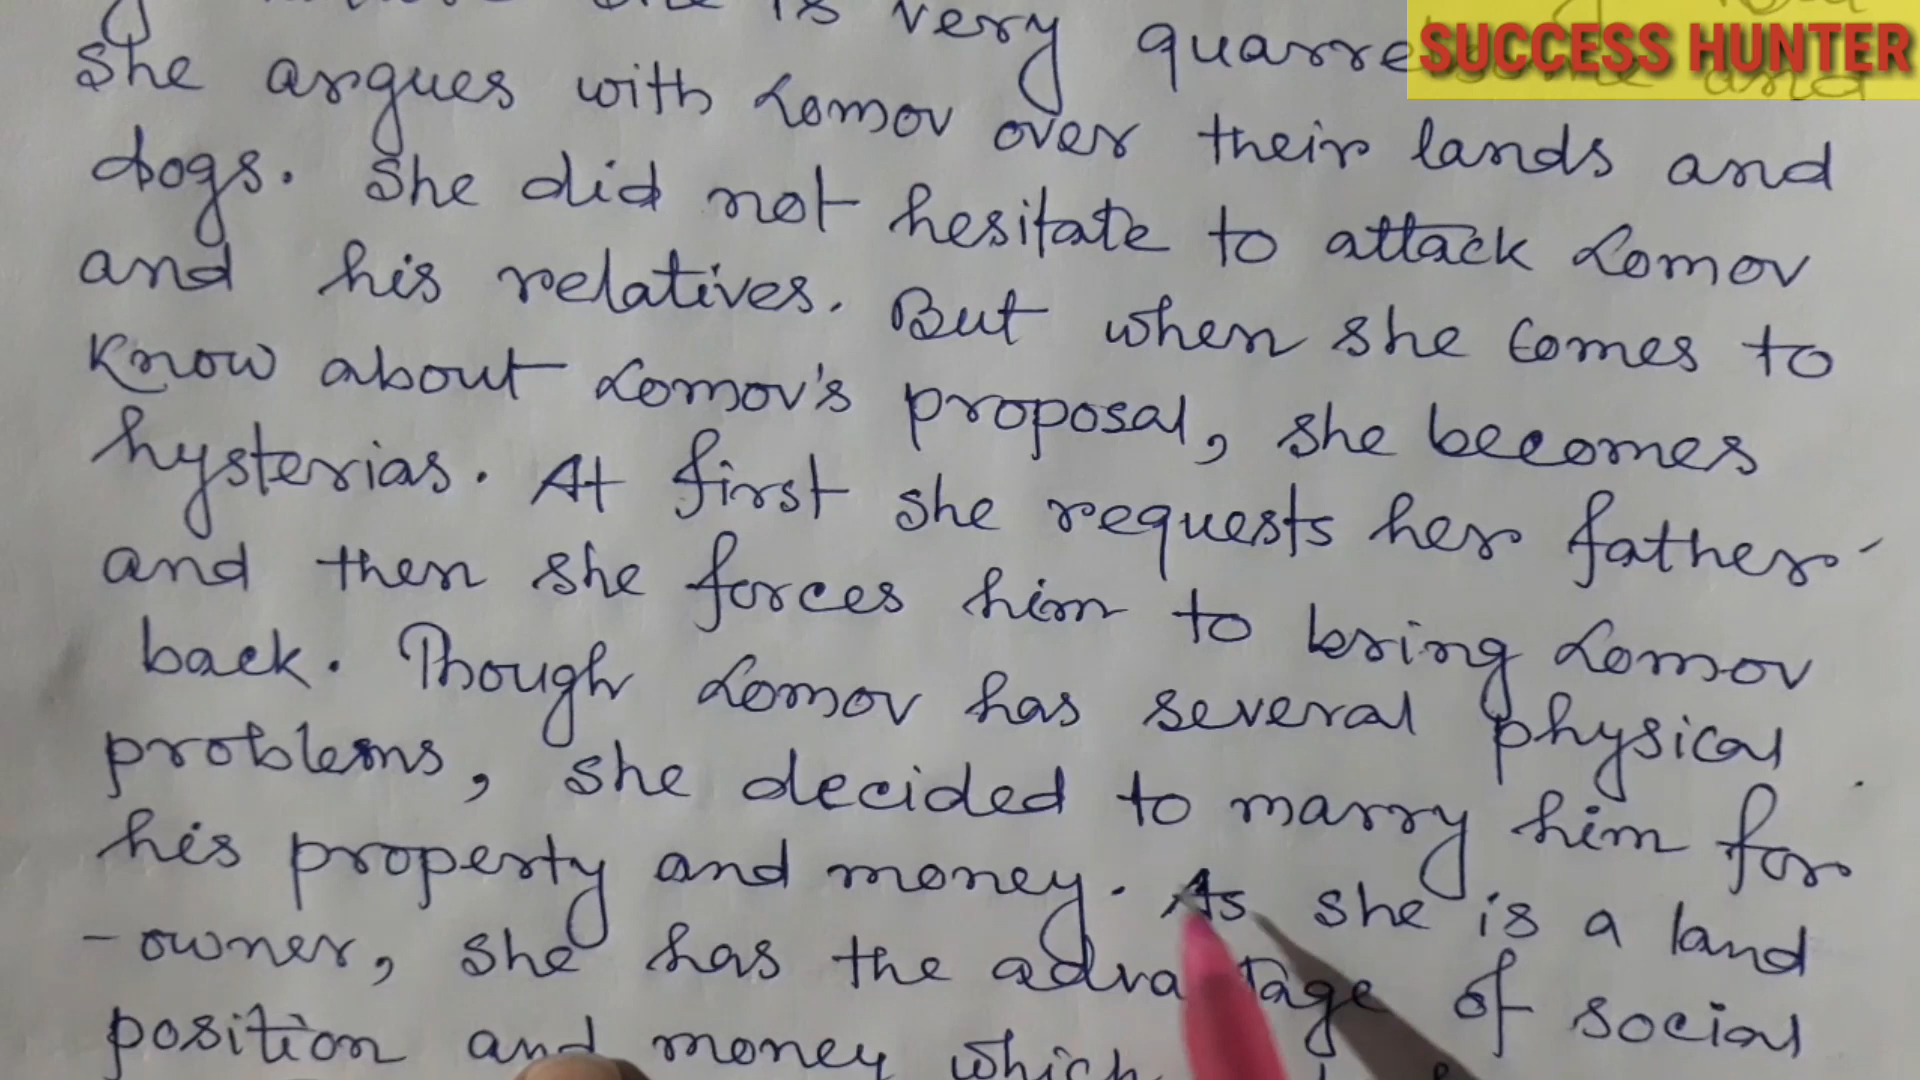 is very quarrelsome and
SUCCESS HUNTER
She argues with Lomov over their lands and
dogs. She did not hesitate to attack Lomov
and his relatives. But when she comes to
know about Lomov's proposal, she becomes
hysterias. At first she requests her father
and then she forces him to bring Lomov
back. Though Lomov has several physical
problems, she decided to marry him for
his property and money. As she is a land
-owner, she has the advantage of social
position and money which